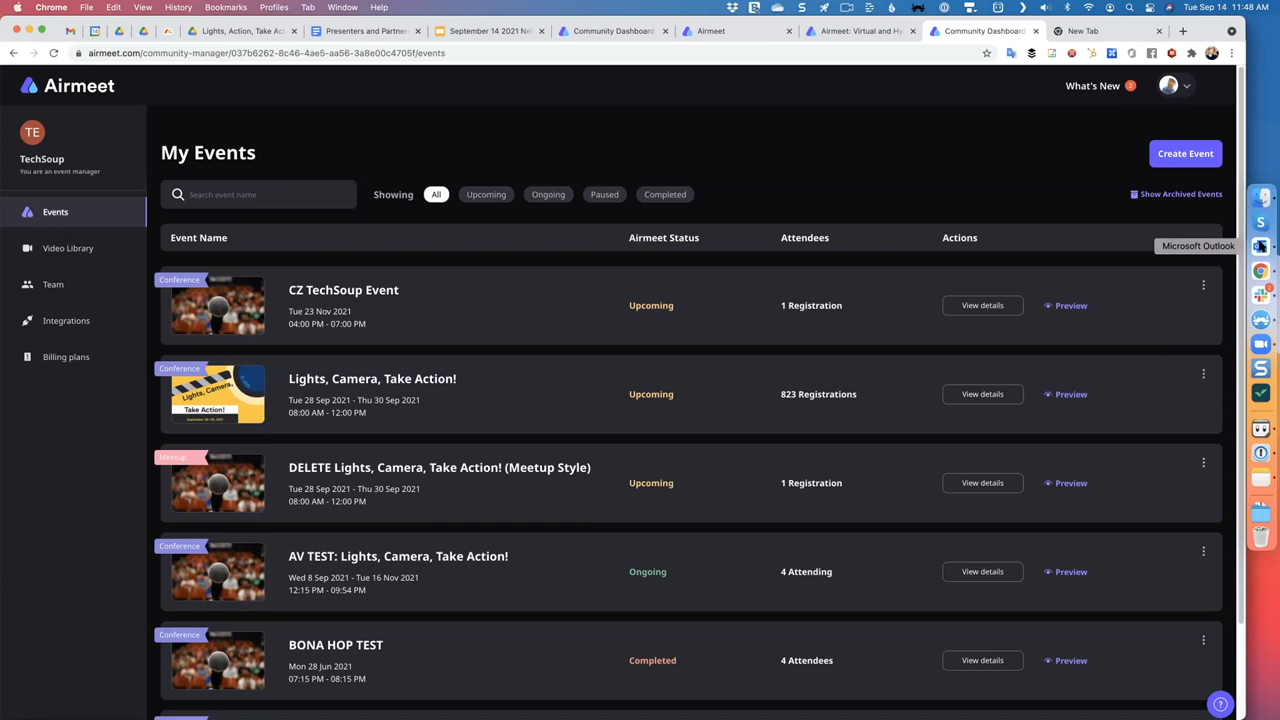 Chrome File Edit View History Bookmarks Profiles Tab Window Help
Tue Sep 14 11:48 AM
Lights, Action, Take Ac
Presenters and Partner
September 14 2021 Ne
Community Dashboard
Airmeet
Airmeet: Virtual and Hy
Community Dashboard
New Tab
airmeet.com/community-manager/037b6262-8c46-4ae5-aa56-3a8e00c4705f/events
Airmeet
What's New 2
TE
TechSoup
You are an event manager
Events
Video Library
Team
Integrations
Billing plans
My Events
Create Event
Search event name
Showing All Upcoming Ongoing Paused Completed
Show Archived Events
Event Name Airmeet Status Attendees Actions
Microsoft Outlook
Conference
CZ TechSoup Event
Tue 23 Nov 2021
04:00 PM - 07:00 PM
Upcoming
1 Registration
View details
Preview
Conference
Lights, Camera,
Take Action!
Lights, Camera, Take Action!
Tue 28 Sep 2021 - Thu 30 Sep 2021
08:00 AM - 12:00 PM
Upcoming
823 Registrations
View details
Preview
Meetup
DELETE Lights, Camera, Take Action! (Meetup Style)
Tue 28 Sep 2021 - Thu 30 Sep 2021
08:00 AM - 12:00 PM
Upcoming
1 Registration
View details
Preview
Conference
AV TEST: Lights, Camera, Take Action!
Wed 8 Sep 2021 - Tue 16 Nov 2021
12:15 PM - 09:54 PM
Ongoing
4 Attending
View details
Preview
Conference
BONA HOP TEST
Mon 28 Jun 2021
07:15 PM - 08:15 PM
Completed
4 Attendees
View details
Preview